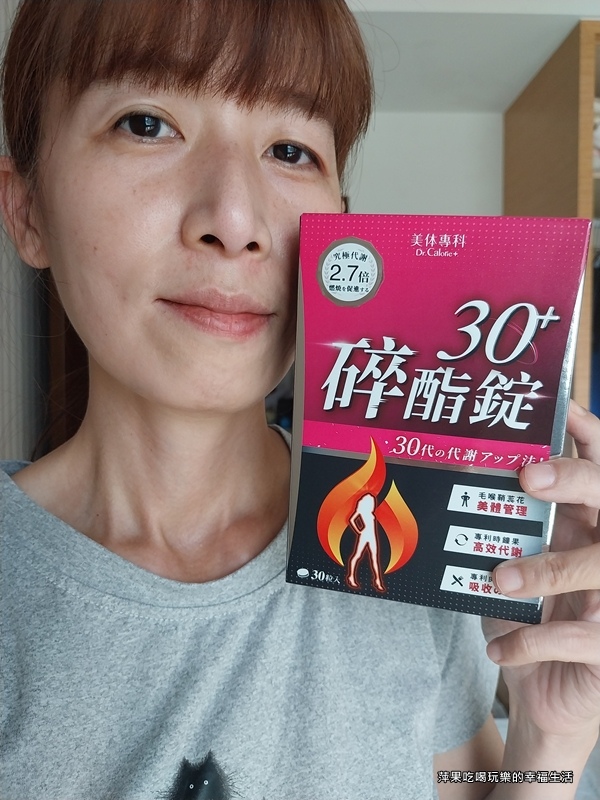 美体專科
Dr.Calorie+
究極代謝
2.7倍
燃燒を促進する
30+
碎酯錠
30代の代謝アップ法!
毛喉鞘蕊花
美體管理
專利時鐘果
高效代謝
專利
吸收
30粒入
萍果吃喝玩樂的幸福生活